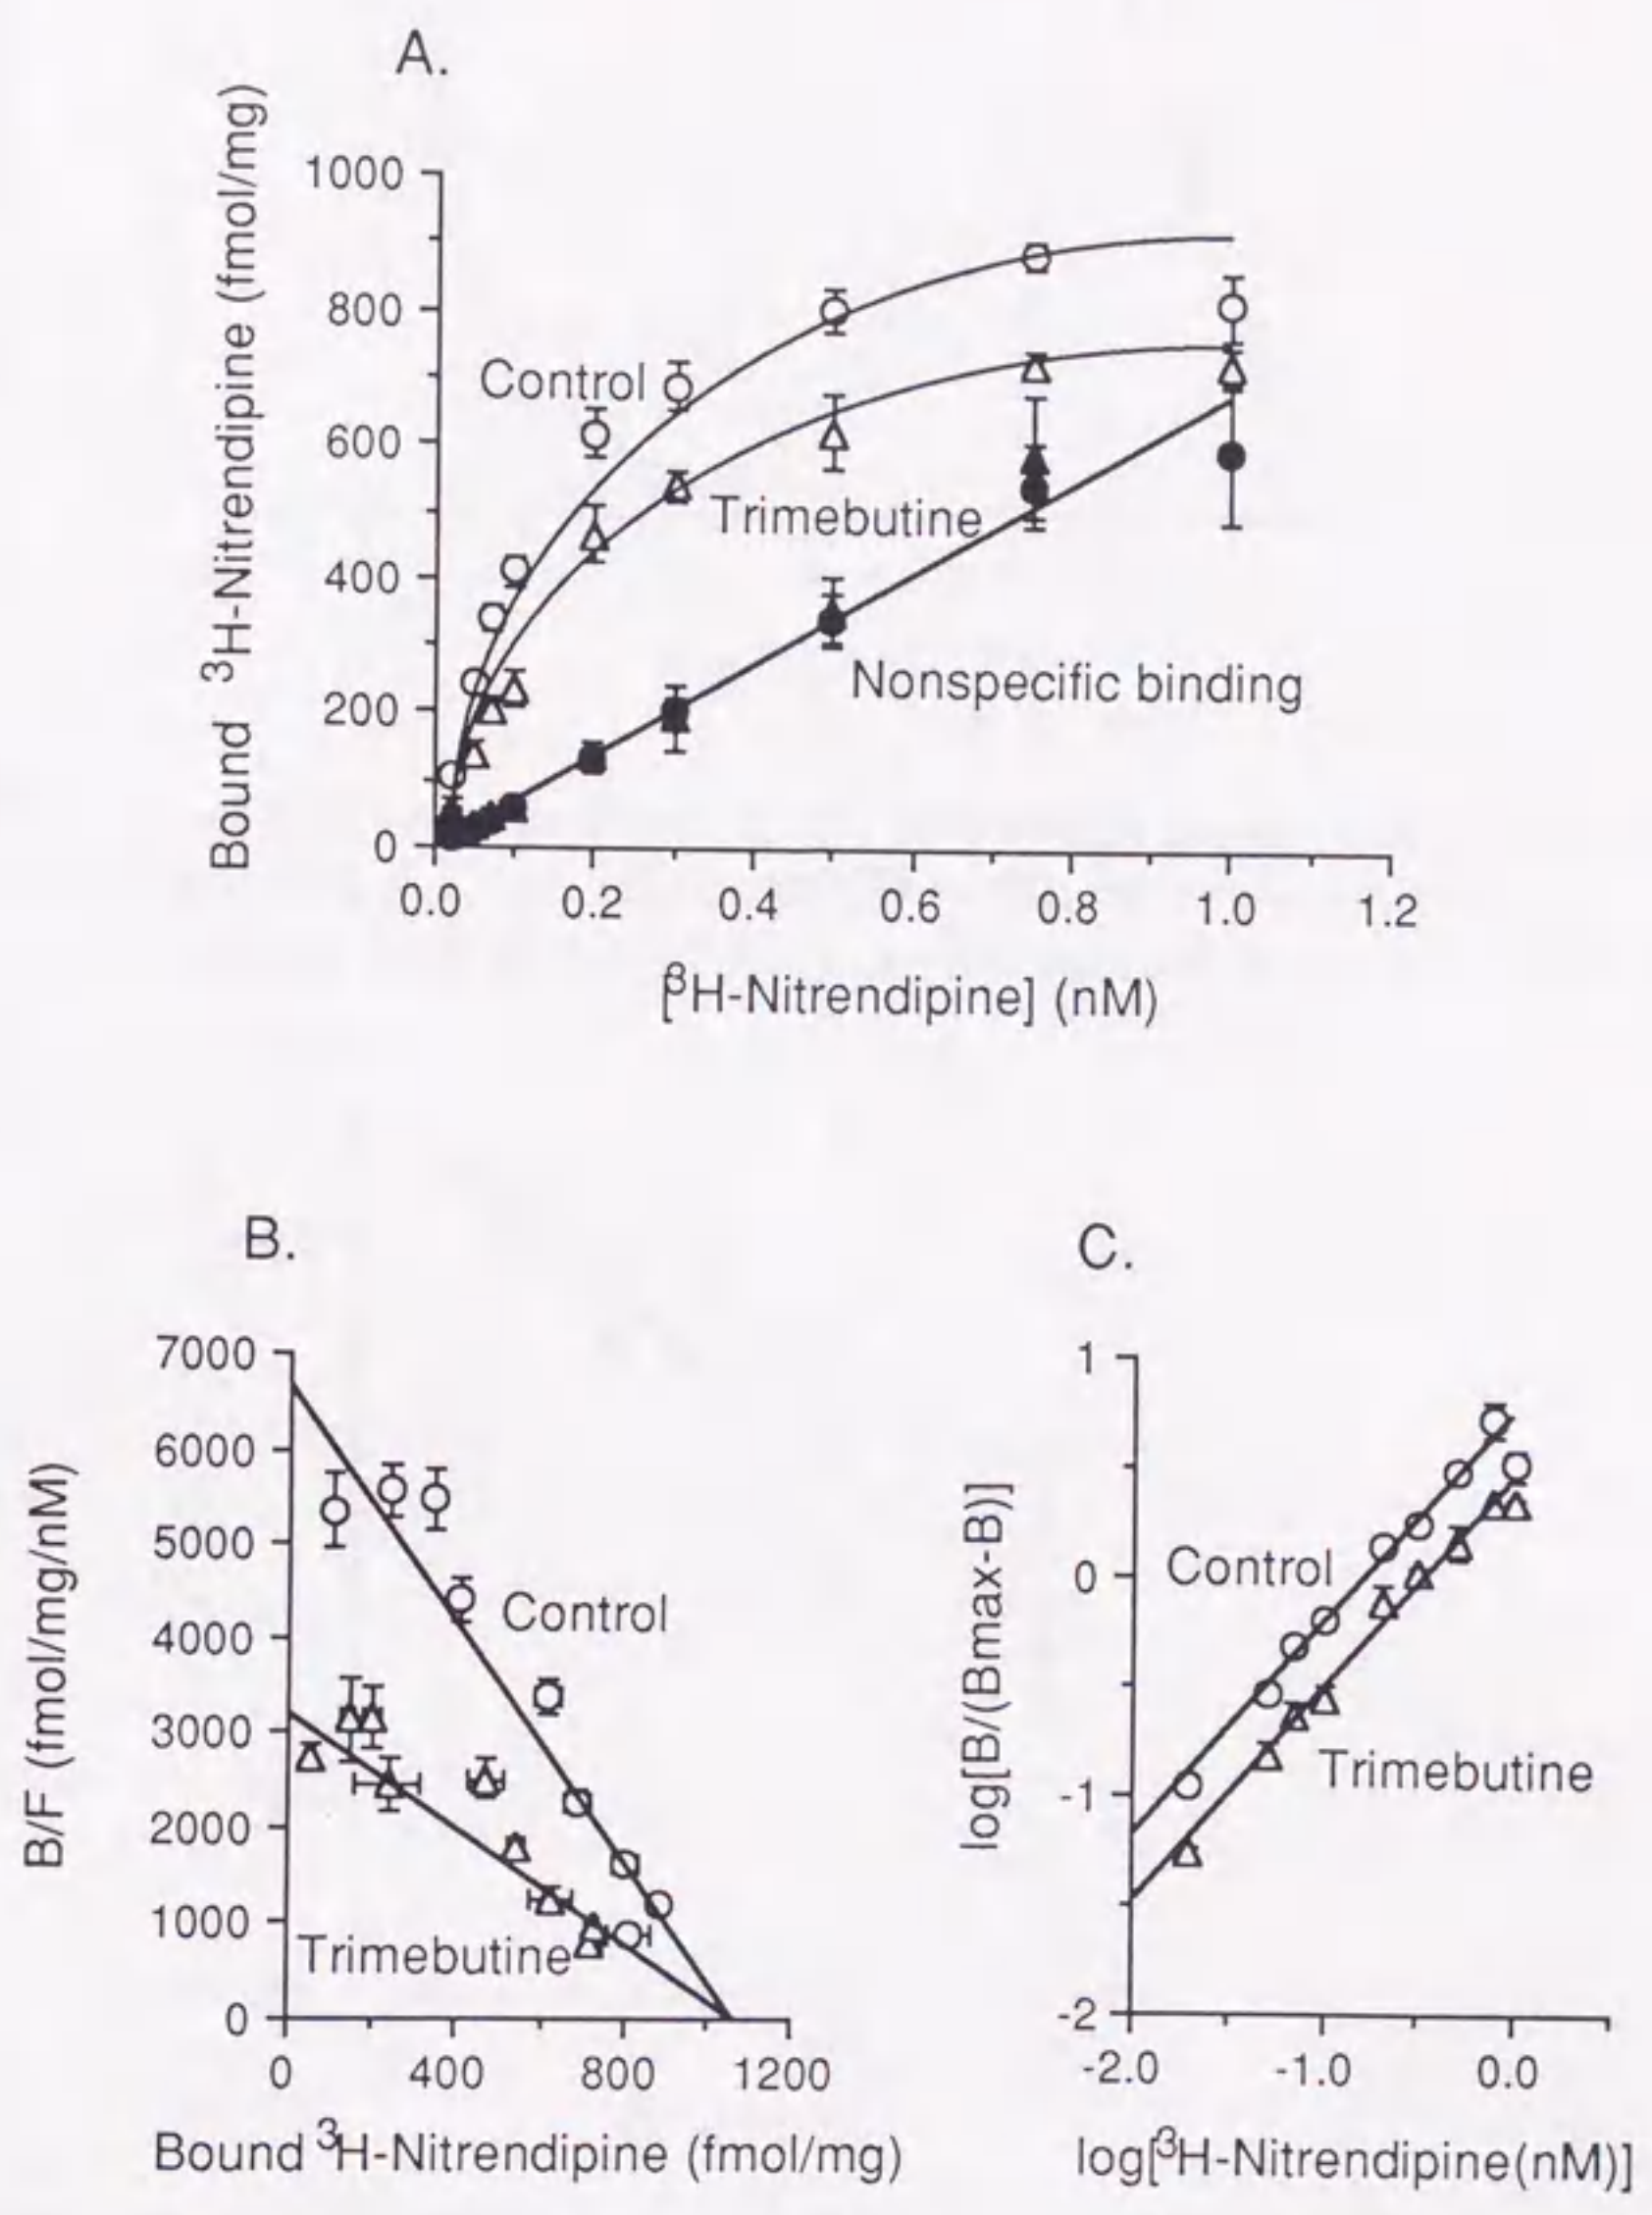 A.
Bound ³H-Nitrendipine (fmol/mg)
1000
800
600
400
200
0
Control
Trimebutine
Nonspecific binding
0.0 0.2 0.4 0.6 0.8 1.0 1.2
[³H-Nitrendipine] (nM)
B.
B/F (fmol/mg/nM)
7000
6000
5000
4000
3000
2000
1000
0
Control
Trimebutine
0 400 800 1200
Bound ³H-Nitrendipine (fmol/mg)
C.
log[B/(Bmax-B)]
1
0
-1
-2
Control
Trimebutine
-2.0 -1.0 0.0
log[³H-Nitrendipine(nM)]